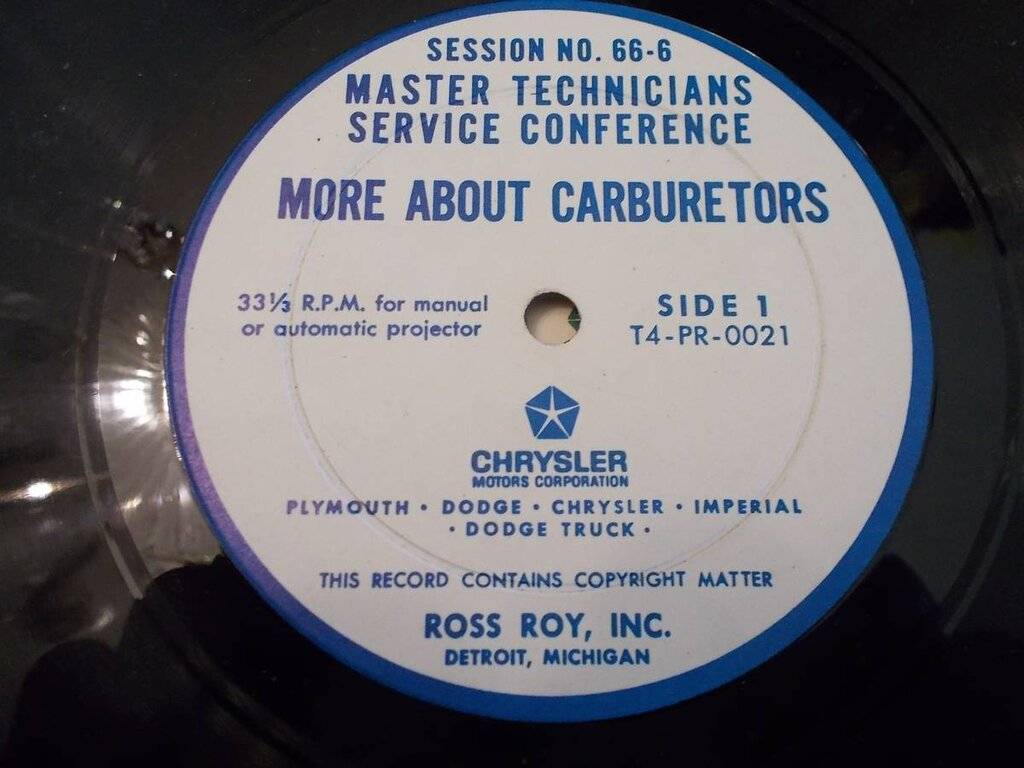 SESSION NO. 66-6
MASTER TECHNICIANS
SERVICE CONFERENCE
MORE ABOUT CARBURETORS
33⅓ R.P.M. for manual
or automatic projector
SIDE 1
T4-PR-0021
CHRYSLER
MOTORS CORPORATION
PLYMOUTH • DODGE • CHRYSLER • IMPERIAL
• DODGE TRUCK •
THIS RECORD CONTAINS COPYRIGHT MATTER
ROSS ROY, INC.
DETROIT, MICHIGAN